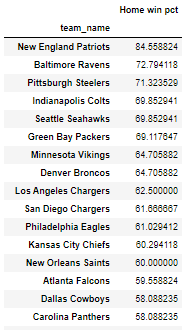 Home win pct
team_name
New England Patriots 84.558824
Baltimore Ravens 72.794118
Pittsburgh Steelers 71.323529
Indianapolis Colts 69.852941
Seattle Seahawks 69.852941
Green Bay Packers 69.117647
Minnesota Vikings 64.705882
Denver Broncos 64.705882
Los Angeles Chargers 62.500000
San Diego Chargers 61.666667
Philadelphia Eagles 61.029412
Kansas City Chiefs 60.294118
New Orleans Saints 60.000000
Atlanta Falcons 59.558824
Dallas Cowboys 58.088235
Carolina Panthers 58.088235